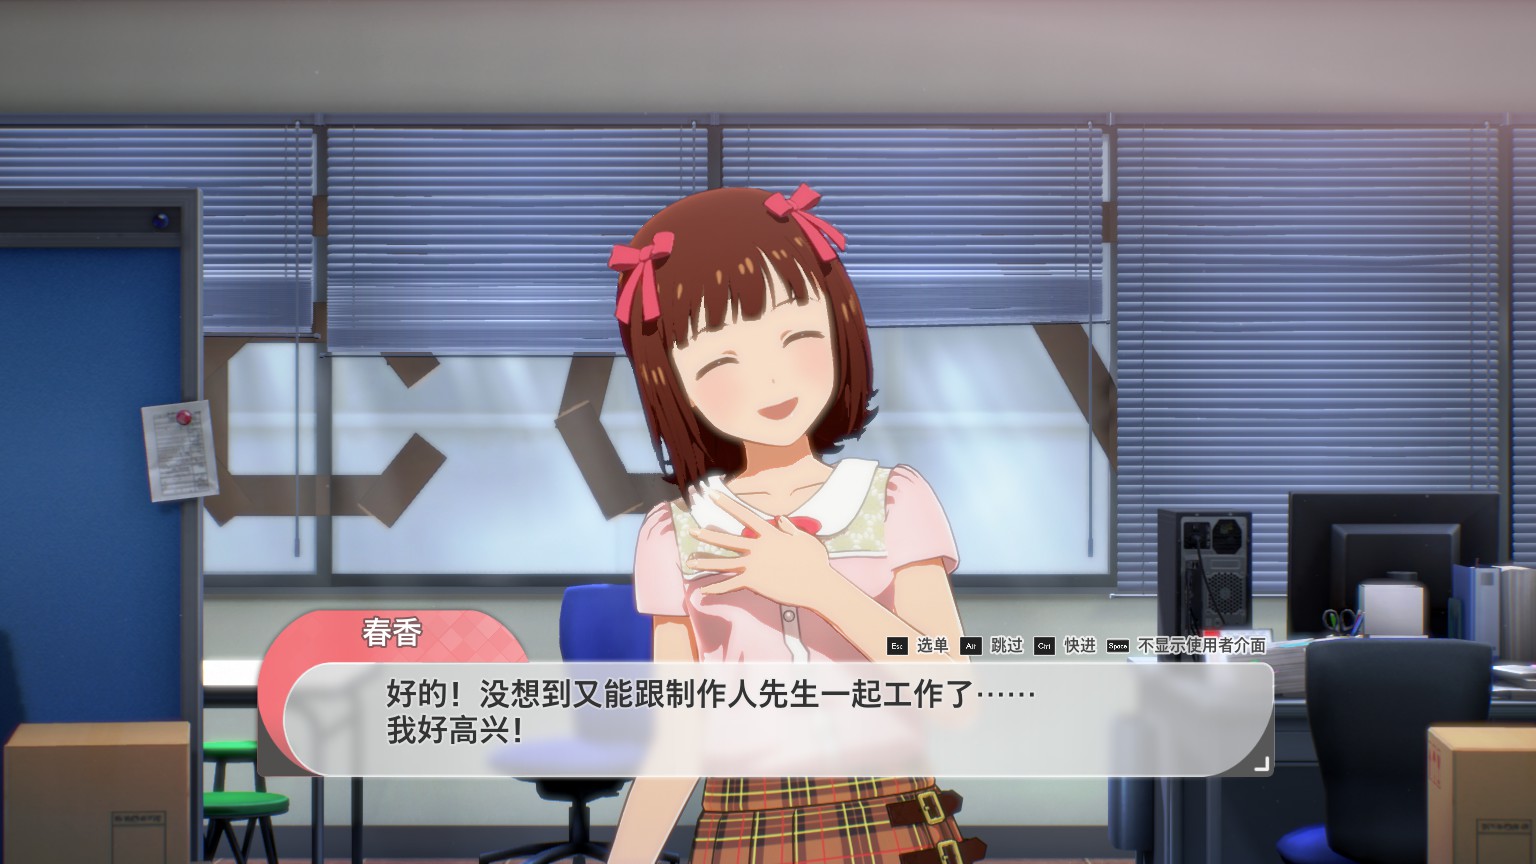 春香
Esc 选单 Alt 跳过 Ctrl 快进 Space 不显示使用者介面
好的！没想到又能跟制作人先生一起工作了……
我好高兴！